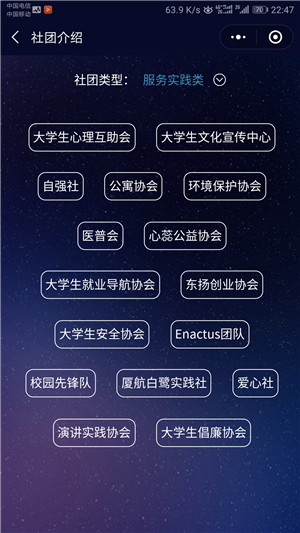 中国电信
中国移动
63.9 K/s 70 22:47
社团介绍
社团类型： 服务实践类
大学生心理互助会 大学生文化宣传中心
自强社 公寓协会 环境保护协会
医普会 心蕊公益协会
大学生就业导航协会 东扬创业协会
大学生安全协会 Enactus团队
校园先锋队 厦航白鹭实践社 爱心社
演讲实践协会 大学生倡廉协会